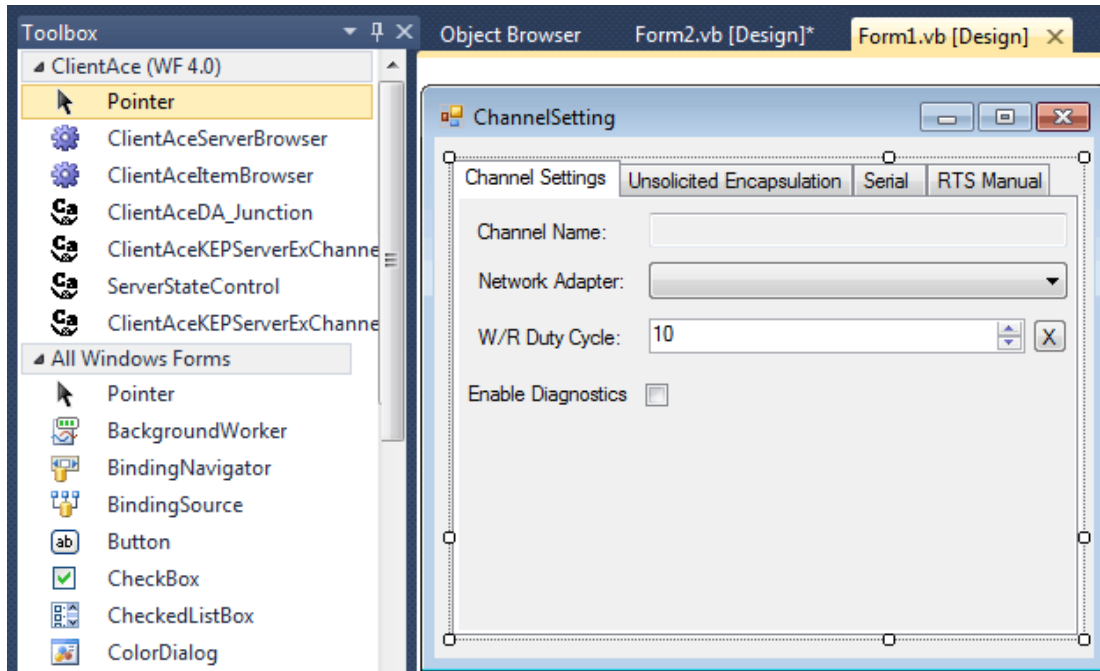 Toolbox
ClientAce (WF 4.0)
Pointer
ClientAceServerBrowser
ClientAceItemBrowser
ClientAceDA_Junction
ClientAceKEPServerExChanne
ServerStateControl
ClientAceKEPServerExChanne
All Windows Forms
Pointer
BackgroundWorker
BindingNavigator
BindingSource
Button
CheckBox
CheckedListBox
ColorDialog
Object Browser Form2.vb [Design]* Form1.vb [Design]
ChannelSetting
Channel Settings Unsolicited Encapsulation Serial RTS Manual
Channel Name:
Network Adapter:
W/R Duty Cycle: 10 X
Enable Diagnostics